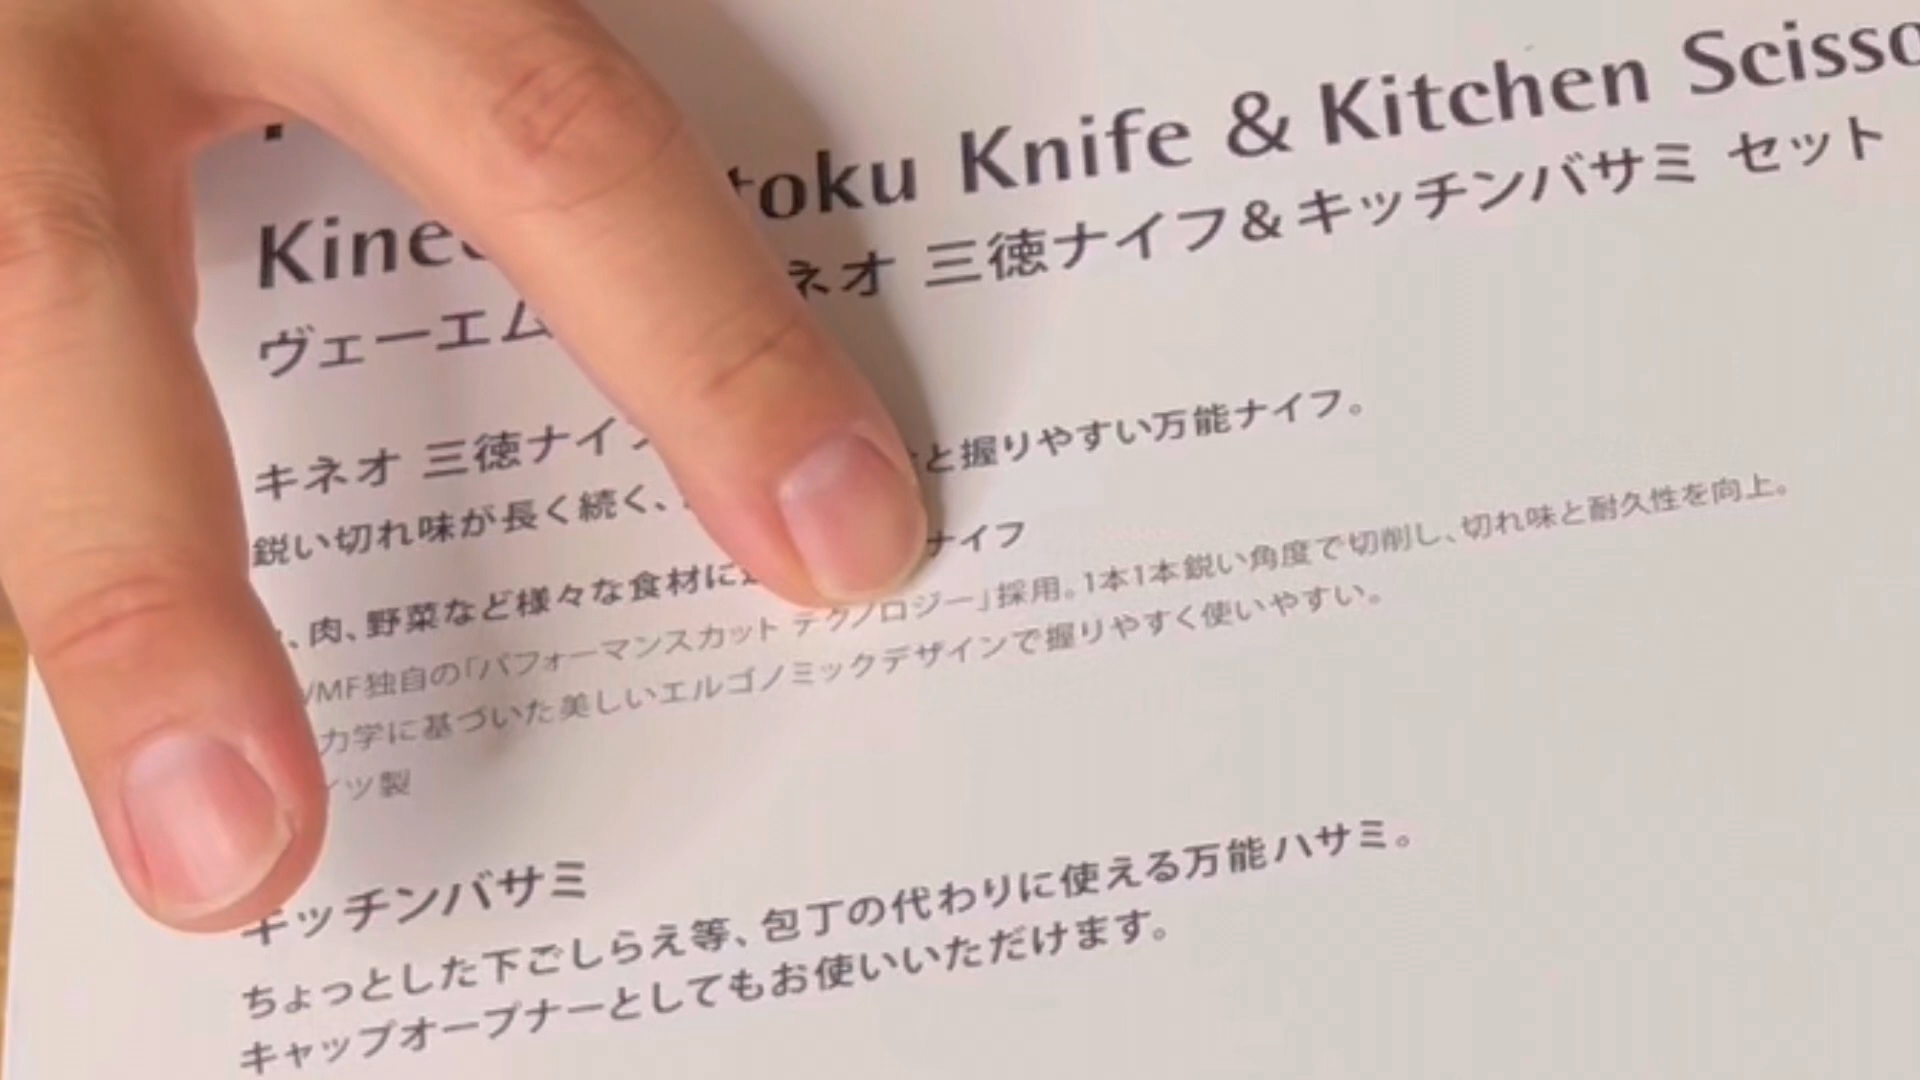 toku Knife & Kitchen
ヴェーエム ネオ 三徳ナイフ&キッチンバサミ セット
キネオ 三徳ナイ と握りやすい万能ナイフ。
鋭い切れ味が長く続く、 ナイフ
、肉、野菜など様々な食材に
MF独自の「パフォーマンスカット テクノロジー」採用。1本1本鋭い角度で切削し、切れ味と耐久性を向上。
力学に基づいた美しいエルゴノミックデザインで握りやすく使いやすい。
ツ製
キッチンバサミ
ちょっとした下ごしらえ等、包丁の代わりに使える万能ハサミ。
キャップオープナーとしてもお使いいただけます。